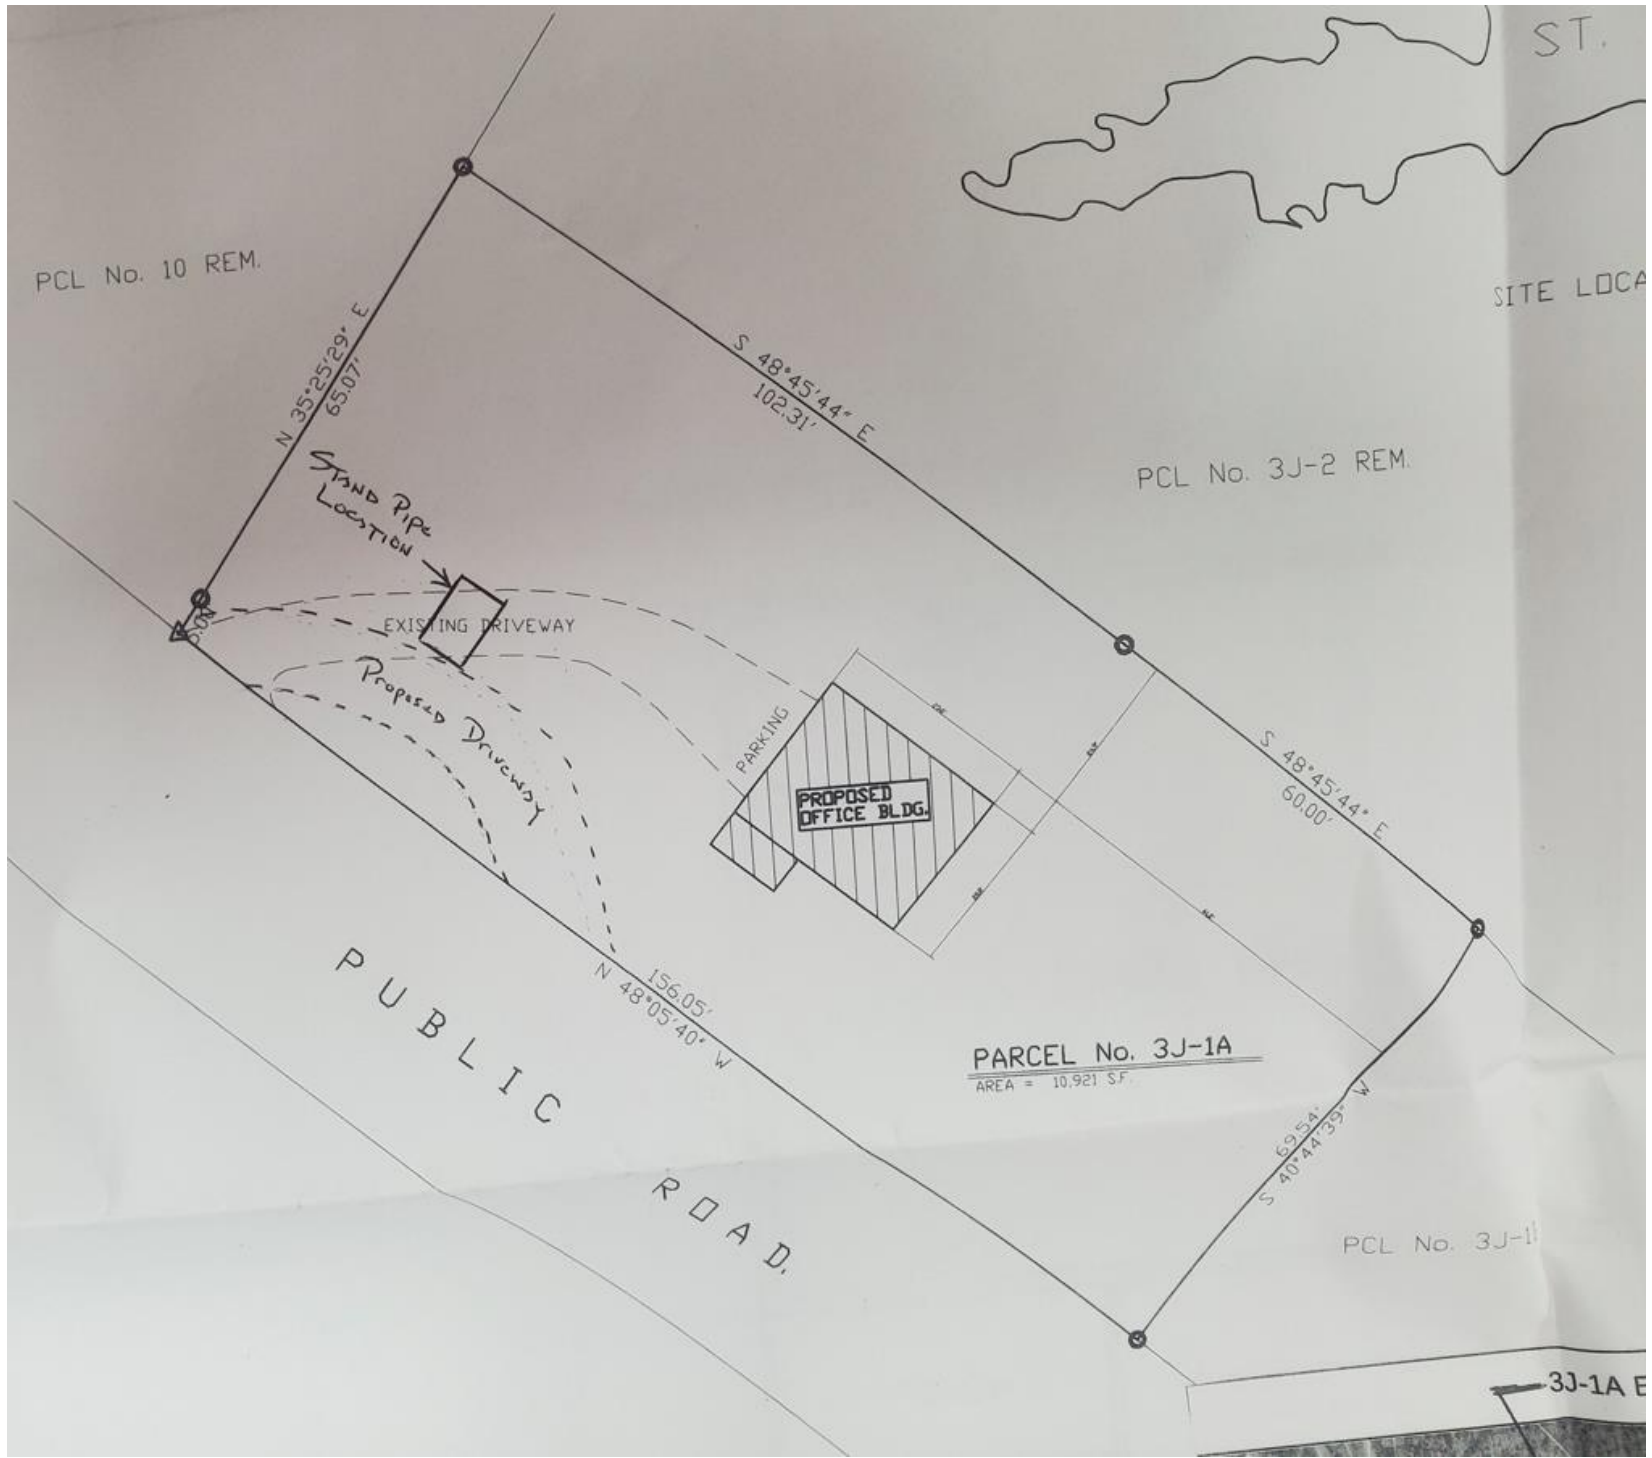 ST.
SITE LOCA
PCL No. 10 REM.
N 35°25'29" E
65.07'
S 48°45'44" E
102.31'
PCL No. 3J-2 REM.
STAND PIPE
LOCATION
EXISTING DRIVEWAY
PROPOSED DRIVEWAY
PARKING
PROPOSED
OFFICE BLDG.
S 48°45'44" E
60.00'
156.05'
N 48°05'40" W
PUBLIC
ROAD.
PARCEL No. 3J-1A
AREA = 10,921 S.F.
69.54'
S 40°44'39" W
PCL No. 3J-1
3J-1A E